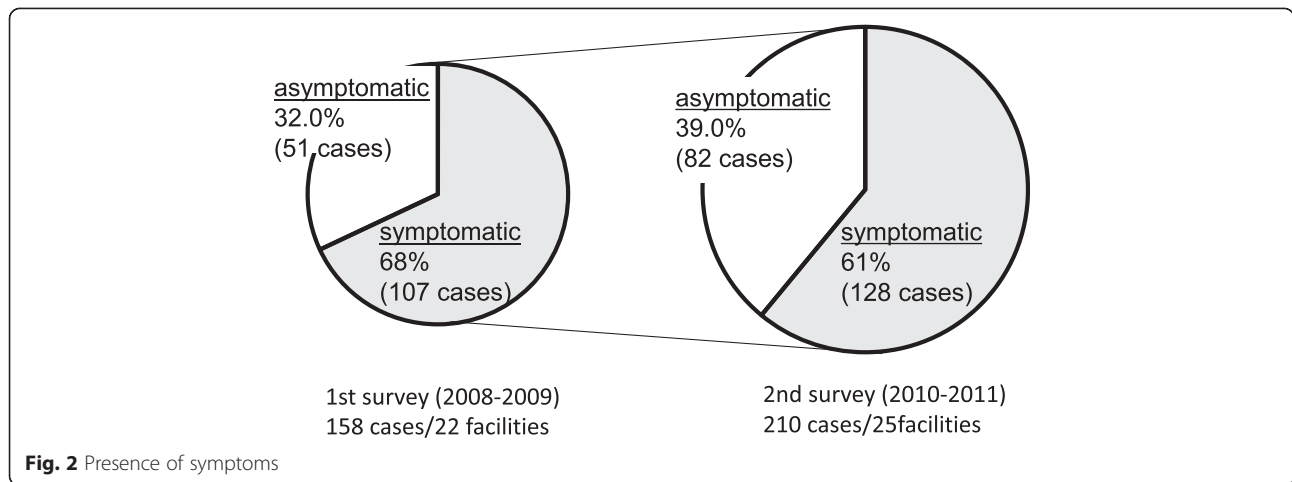 asymptomatic
32.0%
(51 cases)
symptomatic
68%
(107 cases)
asymptomatic
39.0%
(82 cases)
symptomatic
61%
(128 cases)
1st survey (2008-2009)
158 cases/22 facilities
2nd survey (2010-2011)
210 cases/25facilities
Fig. 2 Presence of symptoms